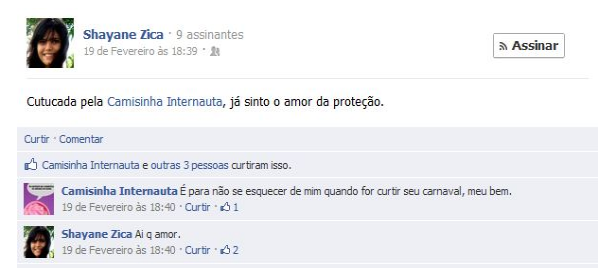 Shayane Zica · 9 assinantes
19 de Fevereiro às 18:39 ·
Assinar
Cutucada pela Camisinha Internauta, já sinto o amor da proteção.
Curtir · Comentar
Camisinha Internauta e outras 3 pessoas curtiram isso.
Camisinha Internauta É para não se esquecer de mim quando for curtir seu carnaval, meu bem.
19 de Fevereiro às 18:40 · Curtir · 1
Shayane Zica Ai q amor.
19 de Fevereiro às 18:40 · Curtir · 2